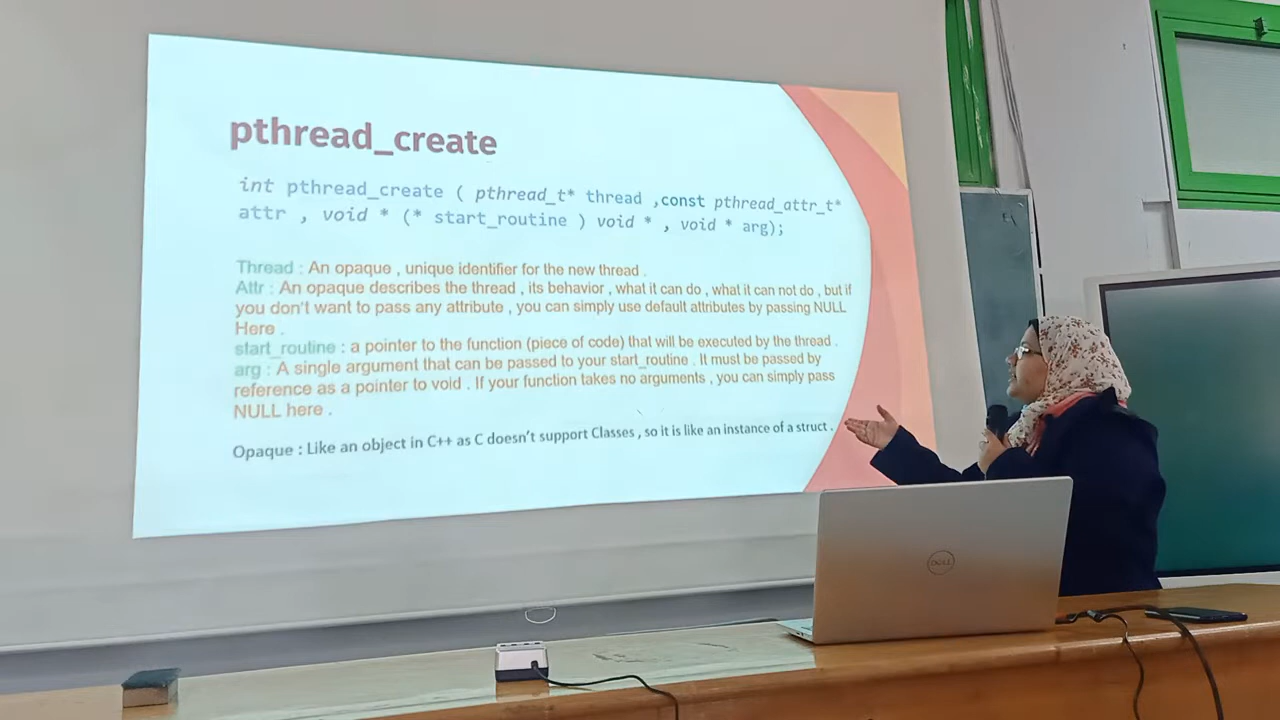 pthread_create
int pthread_create ( pthread_t* thread ,const pthread_attr_t*
attr , void * (* start_routine ) void * , void * arg);
Thread : An opaque , unique identifier for the new thread .
Attr : An opaque describes the thread , its behavior , what it can do , what it can not do , but if
you don't want to pass any attribute , you can simply use default attributes by passing NULL
Here .
start_routine : a pointer to the function (piece of code) that will be executed by the thread .
arg : A single argument that can be passed to your start_routine . It must be passed by
reference as a pointer to void . If your function takes no arguments , you can simply pass
NULL here .
Opaque : Like an object in C++ as C doesn't support Classes , so it is like an instance of a struct .
DELL